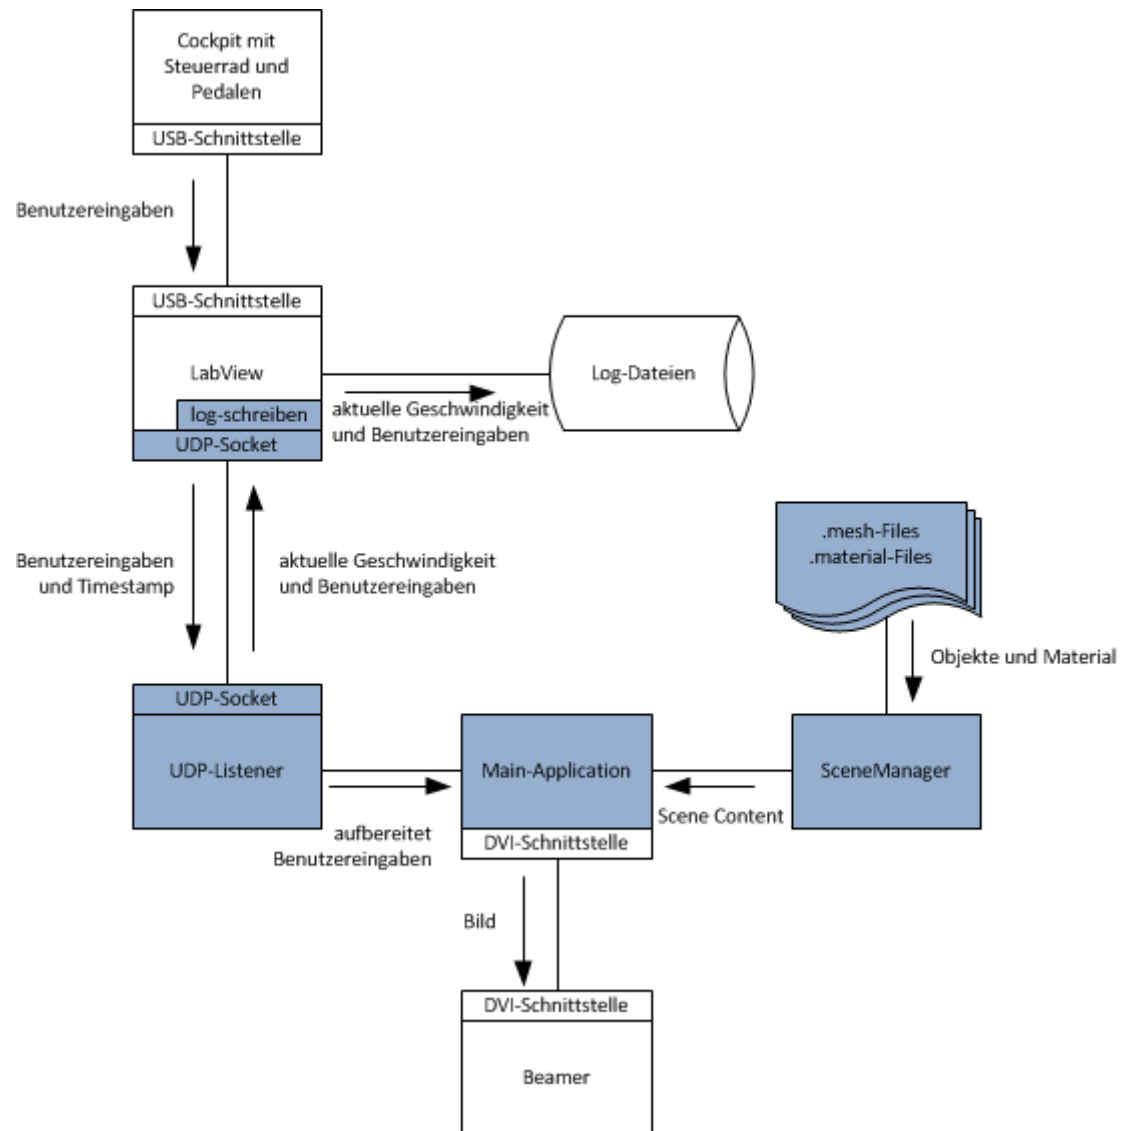 Cockpit mit
Steuerrad und
Pedalen
USB-Schnittstelle
Benutzereingaben
USB-Schnittstelle
LabView
log-schreiben
UDP-Socket
aktuelle Geschwindigkeit
und Benutzereingaben
Log-Dateien
Benutzereingaben
und Timestamp
aktuelle Geschwindigkeit
und Benutzereingaben
.mesh-Files
.material-Files
Objekte und Material
UDP-Socket
UDP-Listener
aufbereitet
Benutzereingaben
Main-Application
DVI-Schnittstelle
Scene Content
SceneManager
Bild
DVI-Schnittstelle
Beamer